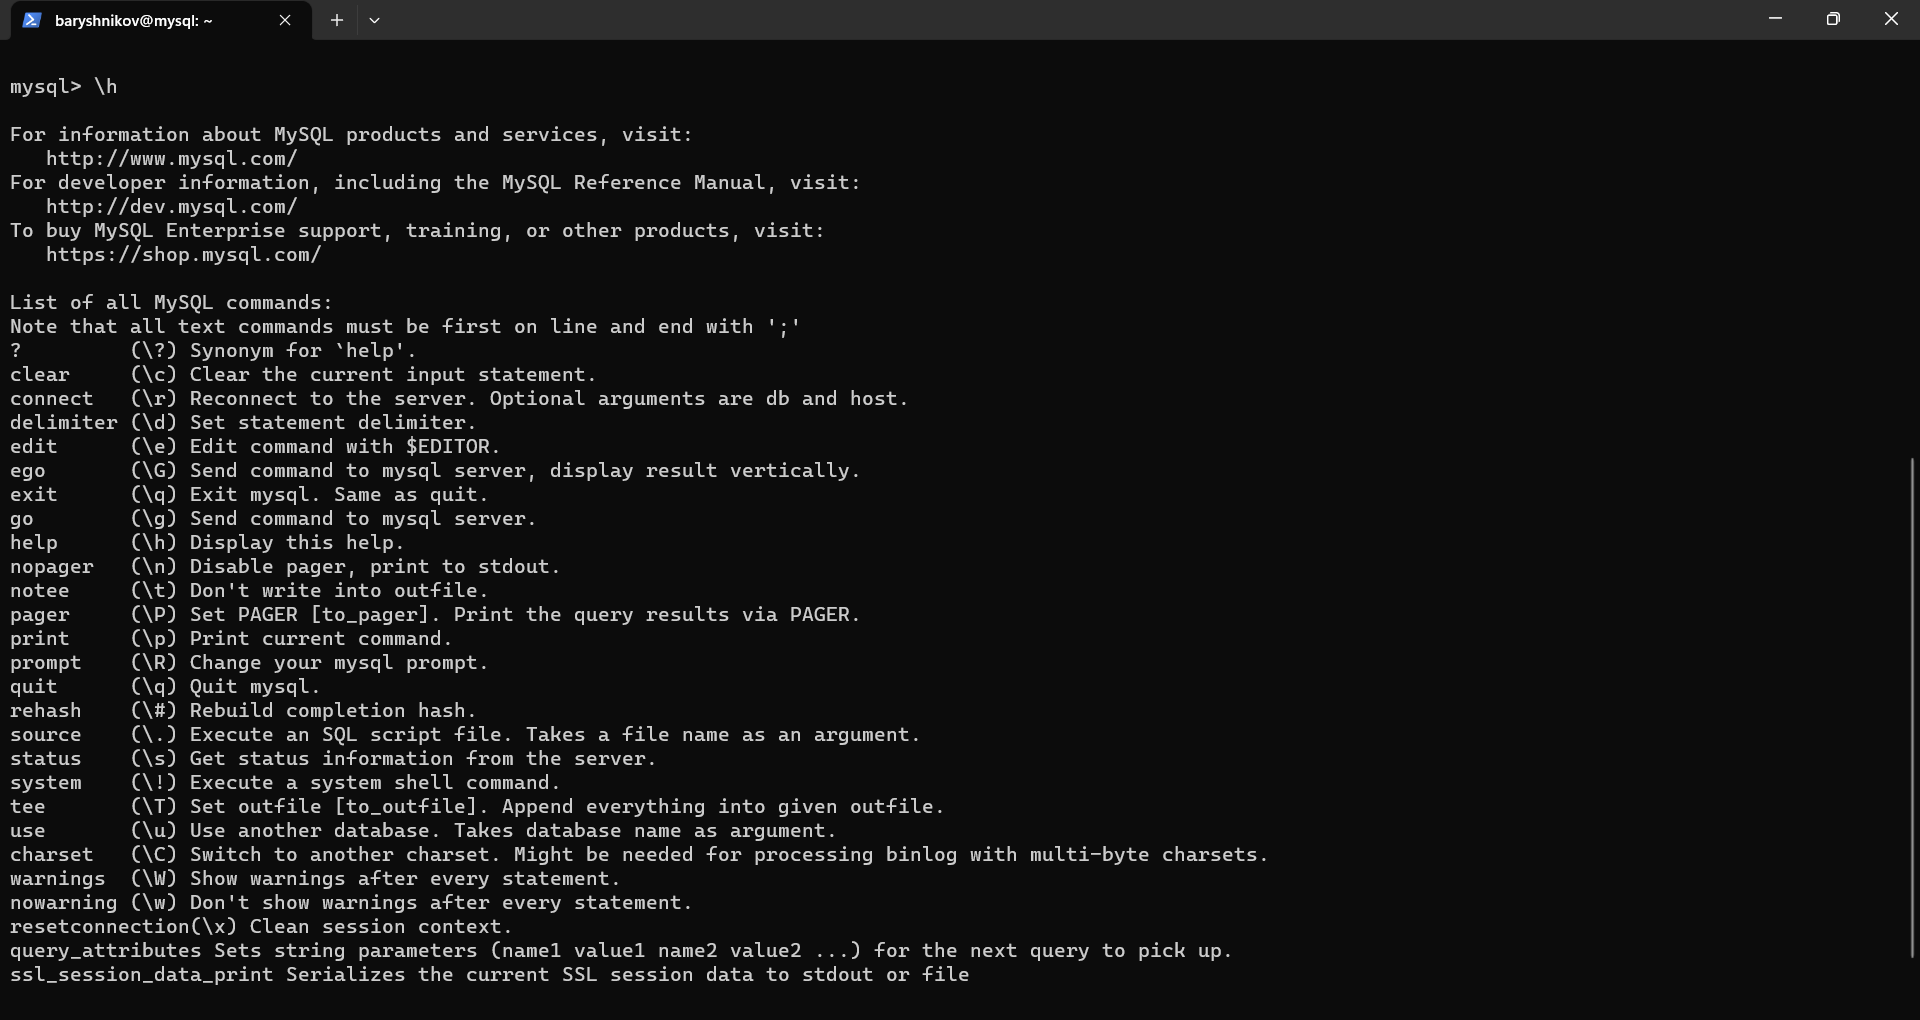 baryshnikov@mysql: ~
mysql> \h
For information about MySQL products and services, visit:
   http://www.mysql.com/
For developer information, including the MySQL Reference Manual, visit:
   http://dev.mysql.com/
To buy MySQL Enterprise support, training, or other products, visit:
   https://shop.mysql.com/
List of all MySQL commands:
Note that all text commands must be first on line and end with ';'
?         (\?) Synonym for `help'.
clear     (\c) Clear the current input statement.
connect   (\r) Reconnect to the server. Optional arguments are db and host.
delimiter (\d) Set statement delimiter.
edit      (\e) Edit command with $EDITOR.
ego       (\G) Send command to mysql server, display result vertically.
exit      (\q) Exit mysql. Same as quit.
go        (\g) Send command to mysql server.
help      (\h) Display this help.
nopager   (\n) Disable pager, print to stdout.
notee     (\t) Don't write into outfile.
pager     (\P) Set PAGER [to_pager]. Print the query results via PAGER.
print     (\p) Print current command.
prompt    (\R) Change your mysql prompt.
quit      (\q) Quit mysql.
rehash    (\#) Rebuild completion hash.
source    (\.) Execute an SQL script file. Takes a file name as an argument.
status    (\s) Get status information from the server.
system    (\!) Execute a system shell command.
tee       (\T) Set outfile [to_outfile]. Append everything into given outfile.
use       (\u) Use another database. Takes database name as argument.
charset   (\C) Switch to another charset. Might be needed for processing binlog with multi-byte charsets.
warnings  (\W) Show warnings after every statement.
nowarning (\w) Don't show warnings after every statement.
resetconnection(\x) Clean session context.
query_attributes Sets string parameters (name1 value1 name2 value2 ...) for the next query to pick up.
ssl_session_data_print Serializes the current SSL session data to stdout or file